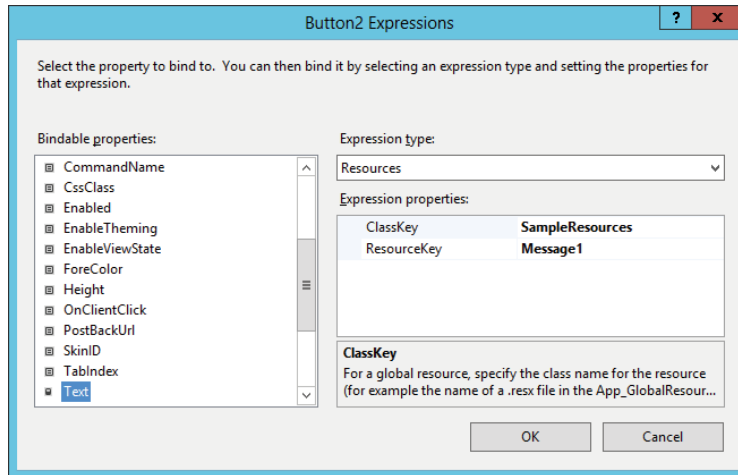 Button2 Expressions
?
x
Select the property to bind to. You can then bind it by selecting an expression type and setting the properties for
that expression.
Bindable properties:
CommandName
CssClass
Enabled
EnableTheming
EnableViewState
ForeColor
Height
OnClientClick
PostBackUrl
SkinID
TabIndex
Text
Expression type:
Resources
Expression properties:
ClassKey SampleResources
ResourceKey Message1
ClassKey
For a global resource, specify the class name for the resource
(for example the name of a .resx file in the App_GlobalResour...
OK Cancel